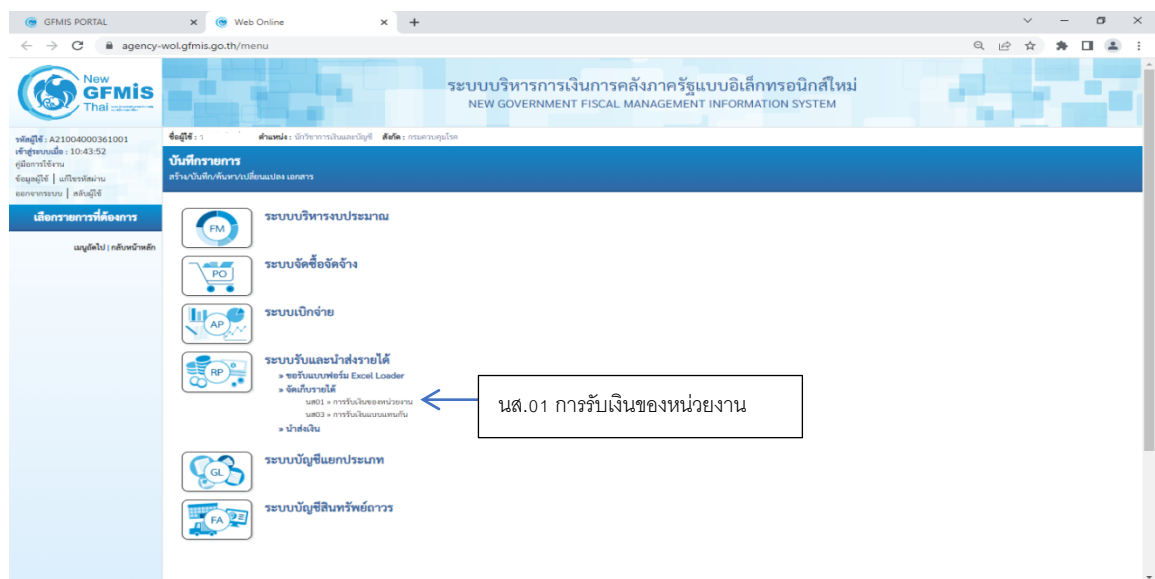 GFMIS PORTAL
Web Online
agency-wol.gfmis.go.th/menu
New
GFMiS
Thai
ระบบบริหารการเงินการคลังภาครัฐแบบอิเล็กทรอนิกส์ใหม่
NEW GOVERNMENT FISCAL MANAGEMENT INFORMATION SYSTEM
รหัสผู้ใช้ : A21004000361001
เข้าสู่ระบบเมื่อ : 10:43:52
คู่มือการใช้งาน
ข้อมูลผู้ใช้ | แก้ไขรหัสผ่าน
ออกจากระบบ | สลับผู้ใช้
ชื่อผู้ใช้ : ตำแหน่ง : นักวิชาการเงินและบัญชี สังกัด : กรมควบคุมโรค
บันทึกรายการ
สร้าง/บันทึก/ค้นหา/เปลี่ยนแปลง เอกสาร
เลือกรายการที่ต้องการ
เมนูถัดไป | กลับหน้าหลัก
FM
ระบบบริหารงบประมาณ
PO
ระบบจัดซื้อจัดจ้าง
AP
ระบบเบิกจ่าย
RP
ระบบรับและนำส่งรายได้
» ขอรับแบบฟอร์ม Excel Loader
» จัดเก็บรายได้
นส01 » การรับเงินของหน่วยงาน
นส03 » การรับเงินแบบแทนกัน
» นำส่งเงิน
นส.01 การรับเงินของหน่วยงาน
GL
ระบบบัญชีแยกประเภท
FA
ระบบบัญชีสินทรัพย์ถาวร